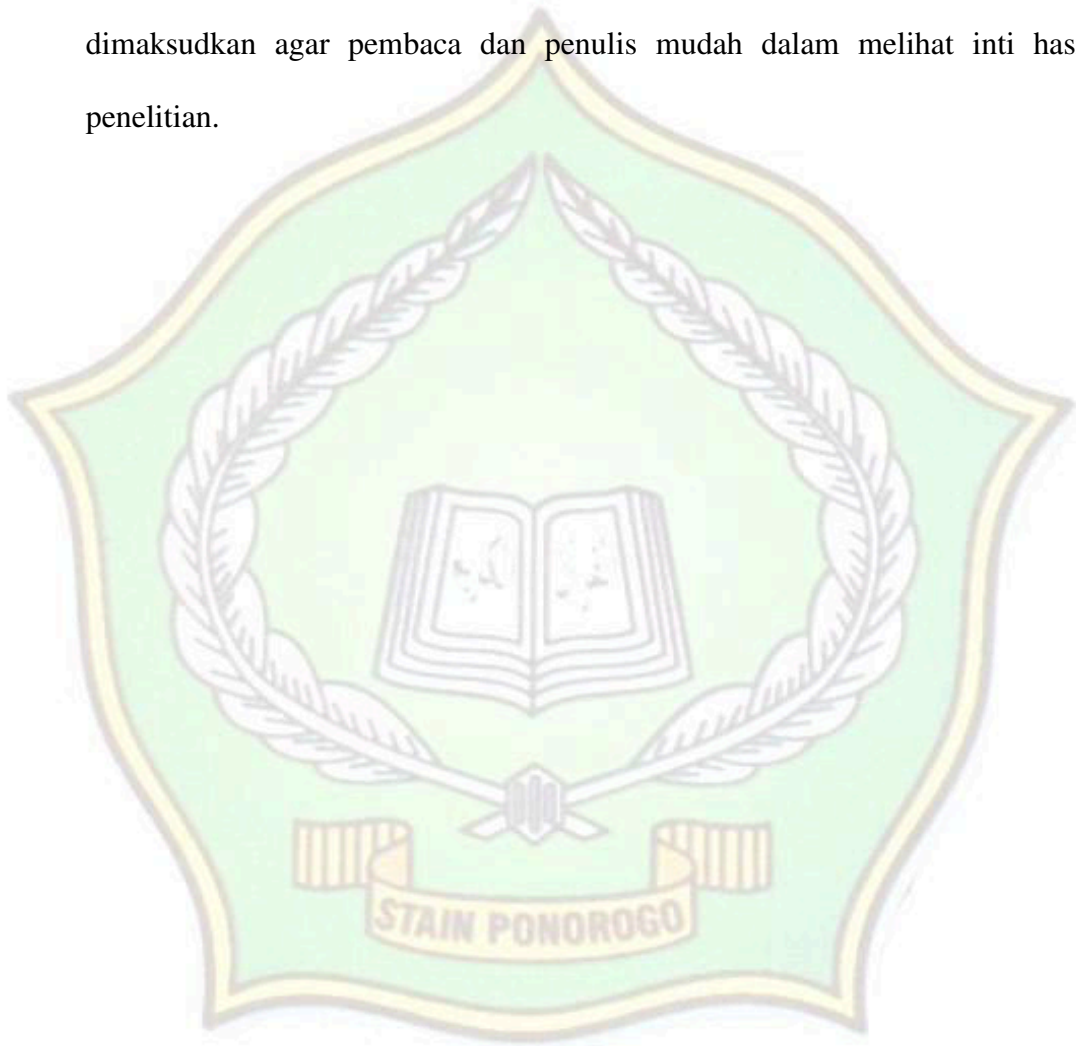 dimaksudkan agar pembaca dan penulis mudah dalam melihat inti has
penelitian.
STAIN PONOROGO